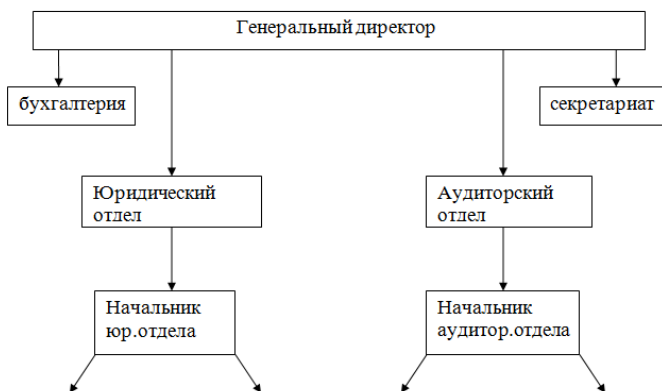 Генеральный директор
бухгалтерия
секретариат
Юридический
отдел
Аудиторский
отдел
Начальник
юр.отдела
Начальник
аудитор.отдела